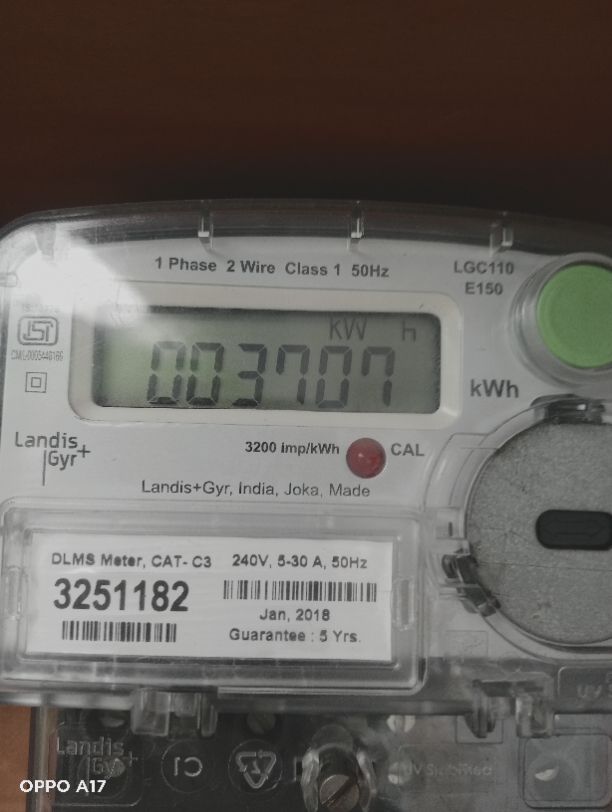 1 Phase 2 Wire Class 1 50Hz
LGC110
E150
kW h
003707
kWh
Landis
Gyr+
3200 imp/kWh
CAL
Landis+Gyr, India, Joka, Made
DLMS Meter, CAT- C3 240V, 5-30 A, 50Hz
3251182
Jan, 2018
Guarantee : 5 Yrs.
Landis
Gyr+
UV Stabilised
OPPO A17